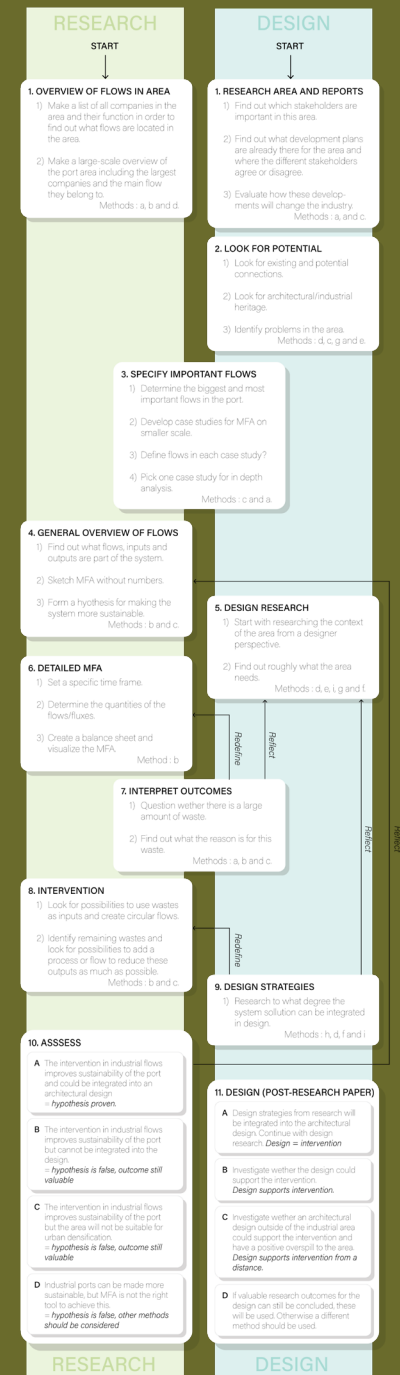 RESEARCH
DESIGN
START
START
1. OVERVIEW OF FLOWS IN AREA
1) Make a list of all companies in the
area and their function in order to
find out what flows are located in
the area.
2) Make a large-scale overview of
the port area including the largest
companies and the main flow
they belong to.
Methods : a, b and d.
1. RESEARCH AREA AND REPORTS
1) Find out which stakeholders are
important in this area.
2) Find out what development plans
are already there for the area and
where the different stakeholders
agree or disagree.
3) Evaluate how these develop-
ments will change the industry.
Methods : a, and c.
2. LOOK FOR POTENTIAL
1) Look for existing and potential
connections.
2) Look for architectural/industrial
heritage.
3) Identify problems in the area.
Methods : d, c, g and e.
3. SPECIFY IMPORTANT FLOWS
1) Determine the biggest and most
important flows in the port.
2) Develop case studies for MFA on
smaller scale.
3) Define flows in each case study?
4) Pick one case study for in depth
analysis.
Methods : c and a.
4. GENERAL OVERVIEW OF FLOWS
1) Find out what flows, inputs and
outputs are part of the system.
2) Sketch MFA without numbers.
3) Form a hyothesis for making the
system more sustainable.
Methods : b and c.
5. DESIGN RESEARCH
1) Start with researching the context
of the area from a designer
perspective.
2) Find out roughly what the area
needs.
Methods : d, e, i, g and f.
6. DETAILED MFA
1) Set a specific time frame.
2) Determine the quantities of the
flows/fluxes.
3) Create a balance sheet and
visualize the MFA.
Method : b
Redefine
Reflect
7. INTERPRET OUTCOMES
1) Question wether there is a large
amount of waste.
2) Find out what the reason is for this
waste.
Methods : a, b and c.
Reflect
Reflect
8. INTERVENTION
1) Look for possibilities to use wastes
as inputs and create circular flows.
2) Identify remaining wastes and
look for possibilities to add a
process or flow to reduce these
outputs as much as possible.
Methods : b and c.
Redefine
9. DESIGN STRATEGIES
1) Research to what degree the
system sollution can be integrated
in design.
Methods : h, d, f and i
10. ASSSESS
A The intervention in industrial flows
improves sustainability of the port
and could be integrated into an
architectural design
= hypothesis proven.
B The intervention in industrial flows
improves sustainability of the port
but cannot be integrated into the
design.
= hypothesis is false, outcome still
valuable
C The intervention in industrial flows
improves sustainability of the port
but the area will not be suitable for
urban densification.
= hypothesis is false, outcome still
valuable
D Industrial ports can be made more
sustainable, but MFA is not the right
tool to achieve this.
= hypothesis is false, other methods
should be considered
11. DESIGN (POST-RESEARCH PAPER)
A Design strategies from research will
be integrated into the architectural
design. Continue with design
research. Design = intervention
B Investigate wether the design could
support the intervention.
Design supports intervention.
C Investigate wether an architectural
design outside of the industrial area
could support the intervention and
have a positive overspill to the area.
Design supports intervention from a
distance.
D If valuable research outcomes for the
design can still be concluded, these
will be used. Otherwise a different
method should be used.
RESEARCH
DESIGN